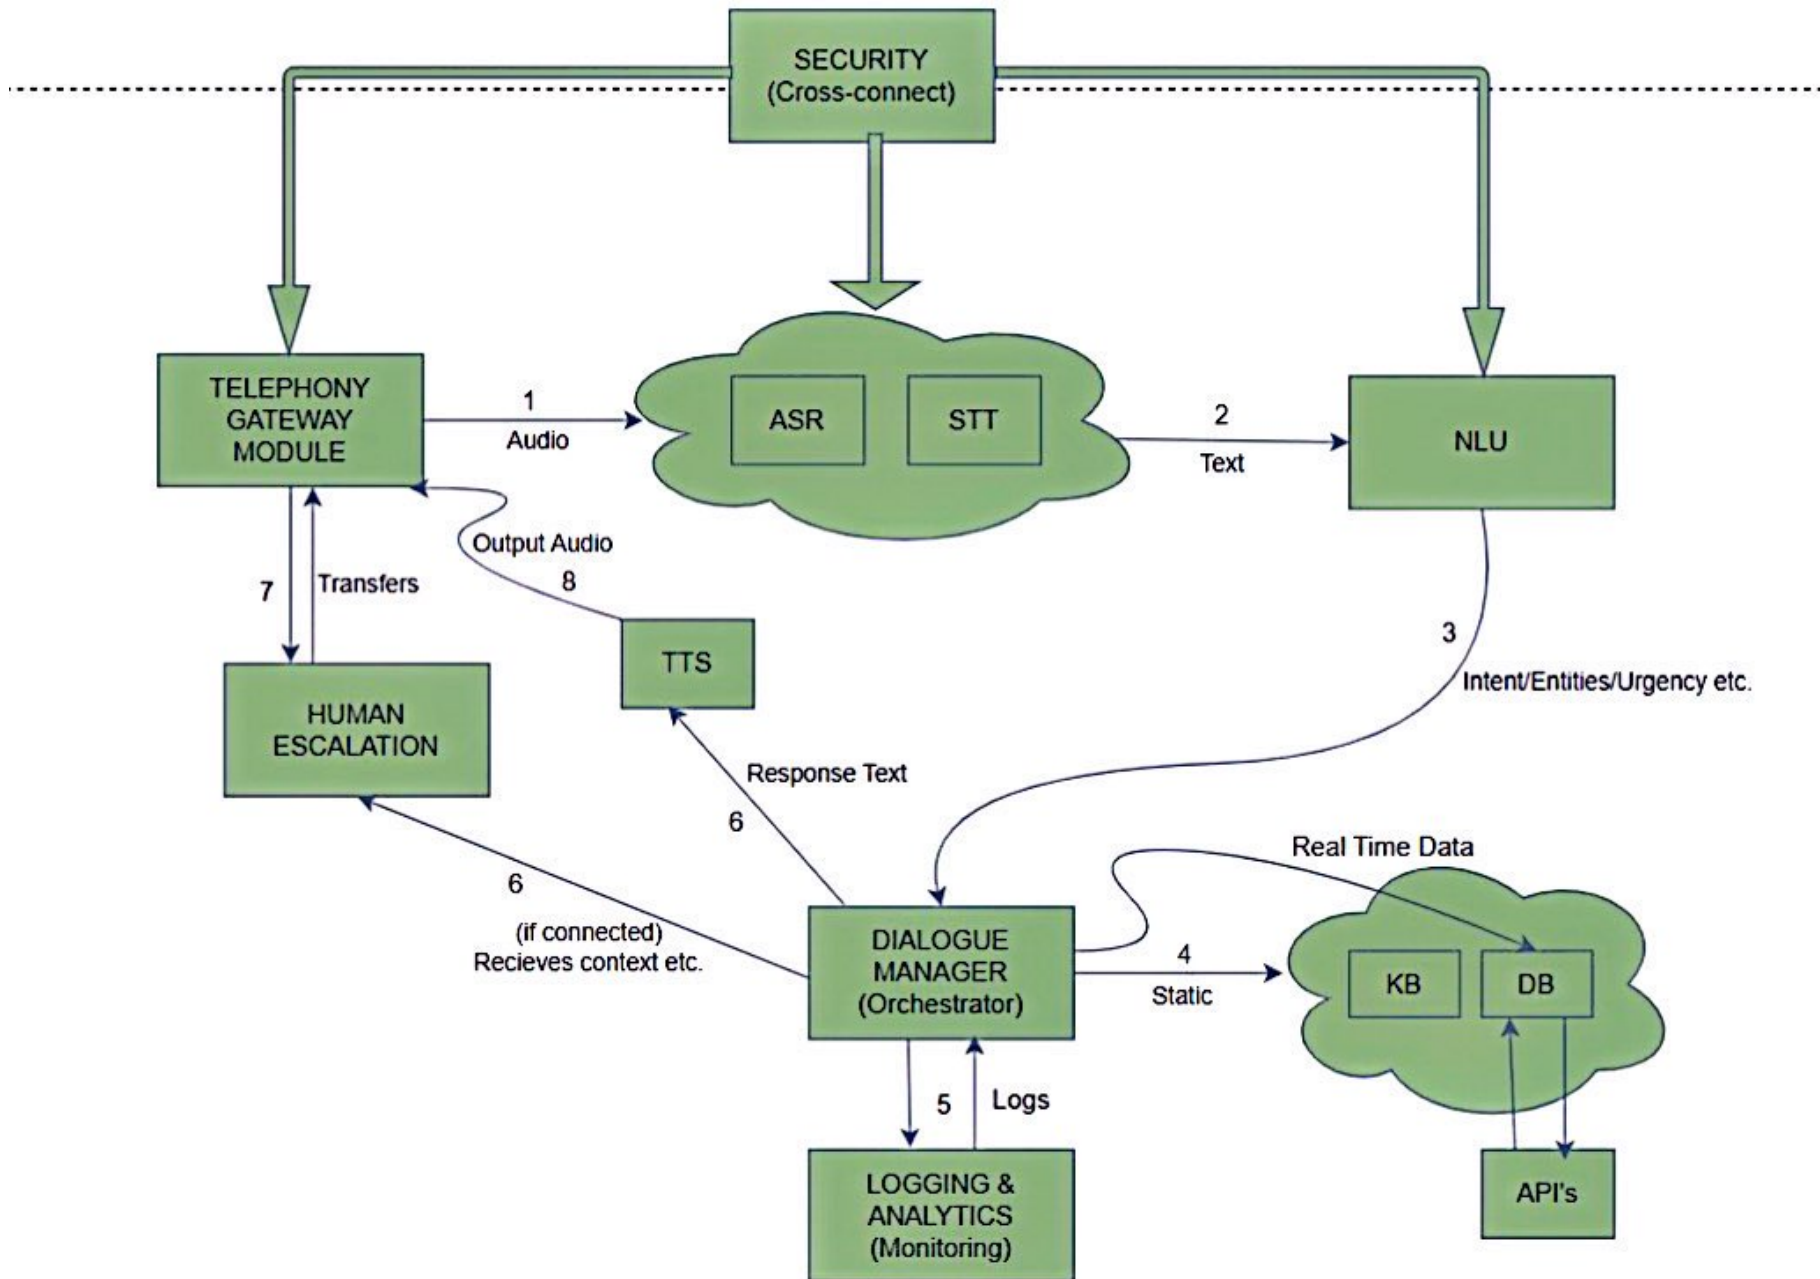 SECURITY
(Cross-connect)
TELEPHONY
GATEWAY
MODULE
1
Audio
ASR
STT
2
Text
NLU
Output Audio
8
7
Transfers
TTS
3
Intent/Entities/Urgency etc.
HUMAN
ESCALATION
Response Text
6
6
(if connected)
Recieves context etc.
DIALOGUE
MANAGER
(Orchestrator)
Real Time Data
4
Static
KB
DB
5
Logs
LOGGING &
ANALYTICS
(Monitoring)
API's